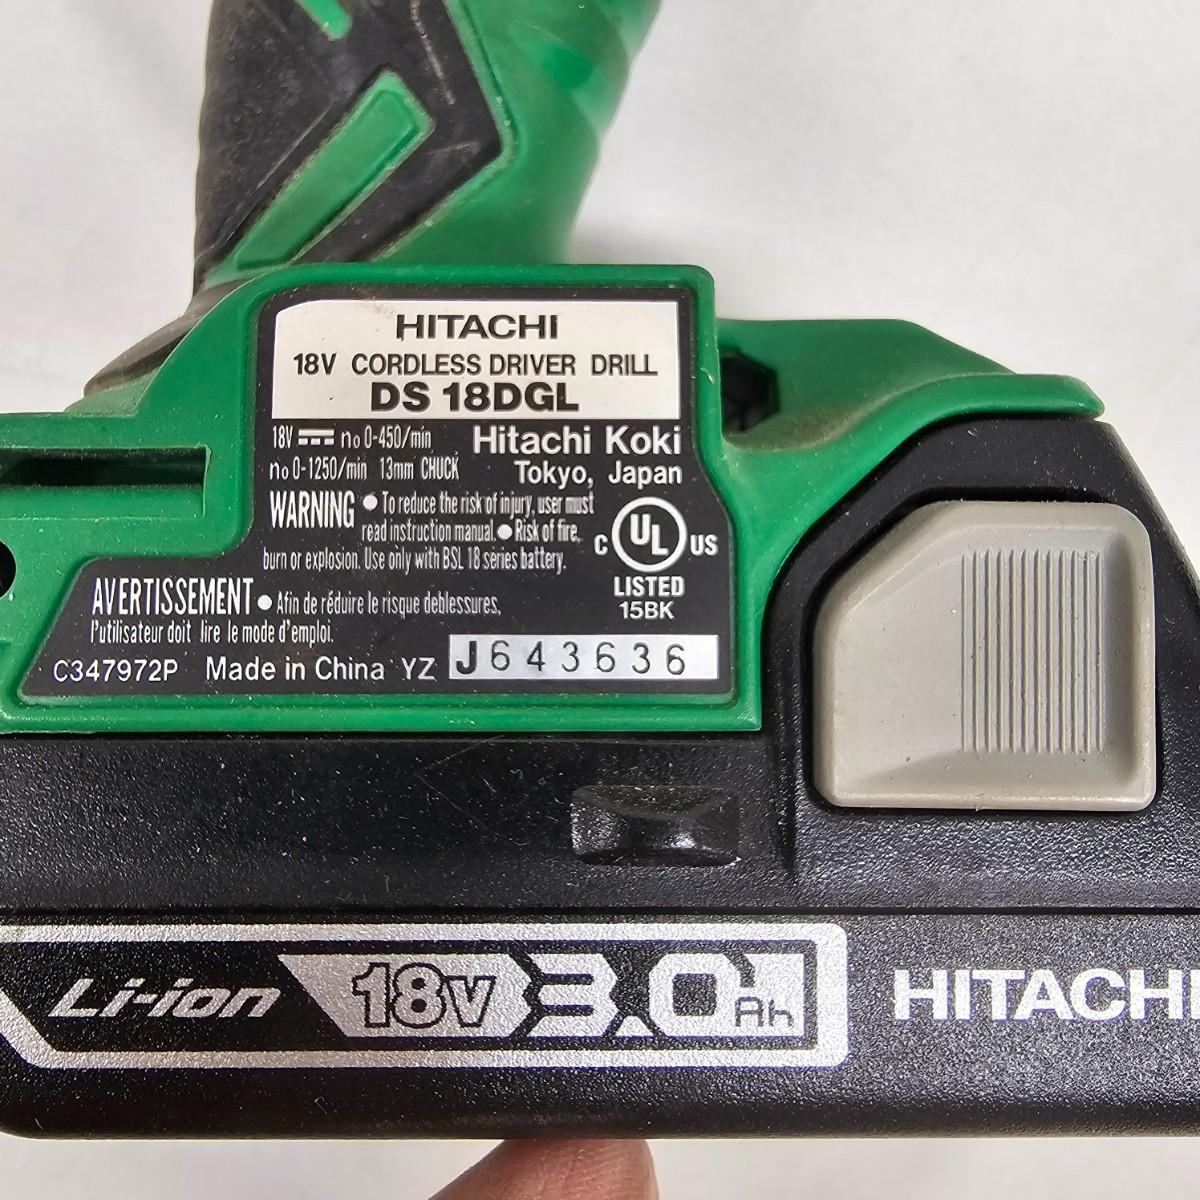 HITACHI
18V CORDLESS DRIVER DRILL
DS 18DGL
18V no 0-450/min
no 0-1250/min 13mm CHUCK
Hitachi Koki
Tokyo, Japan
WARNING ● To reduce the risk of injury, user must
read instruction manual. ● Risk of fire,
burn or explosion. Use only with BSL 18 series battery.
C UL US
LISTED
15BK
AVERTISSEMENT ● Afin de réduire le risque deblessures,
l'utilisateur doit lire le mode d'emploi.
C347972P Made in China YZ J643636
Li-ion 18V 3.0Ah HITACHI